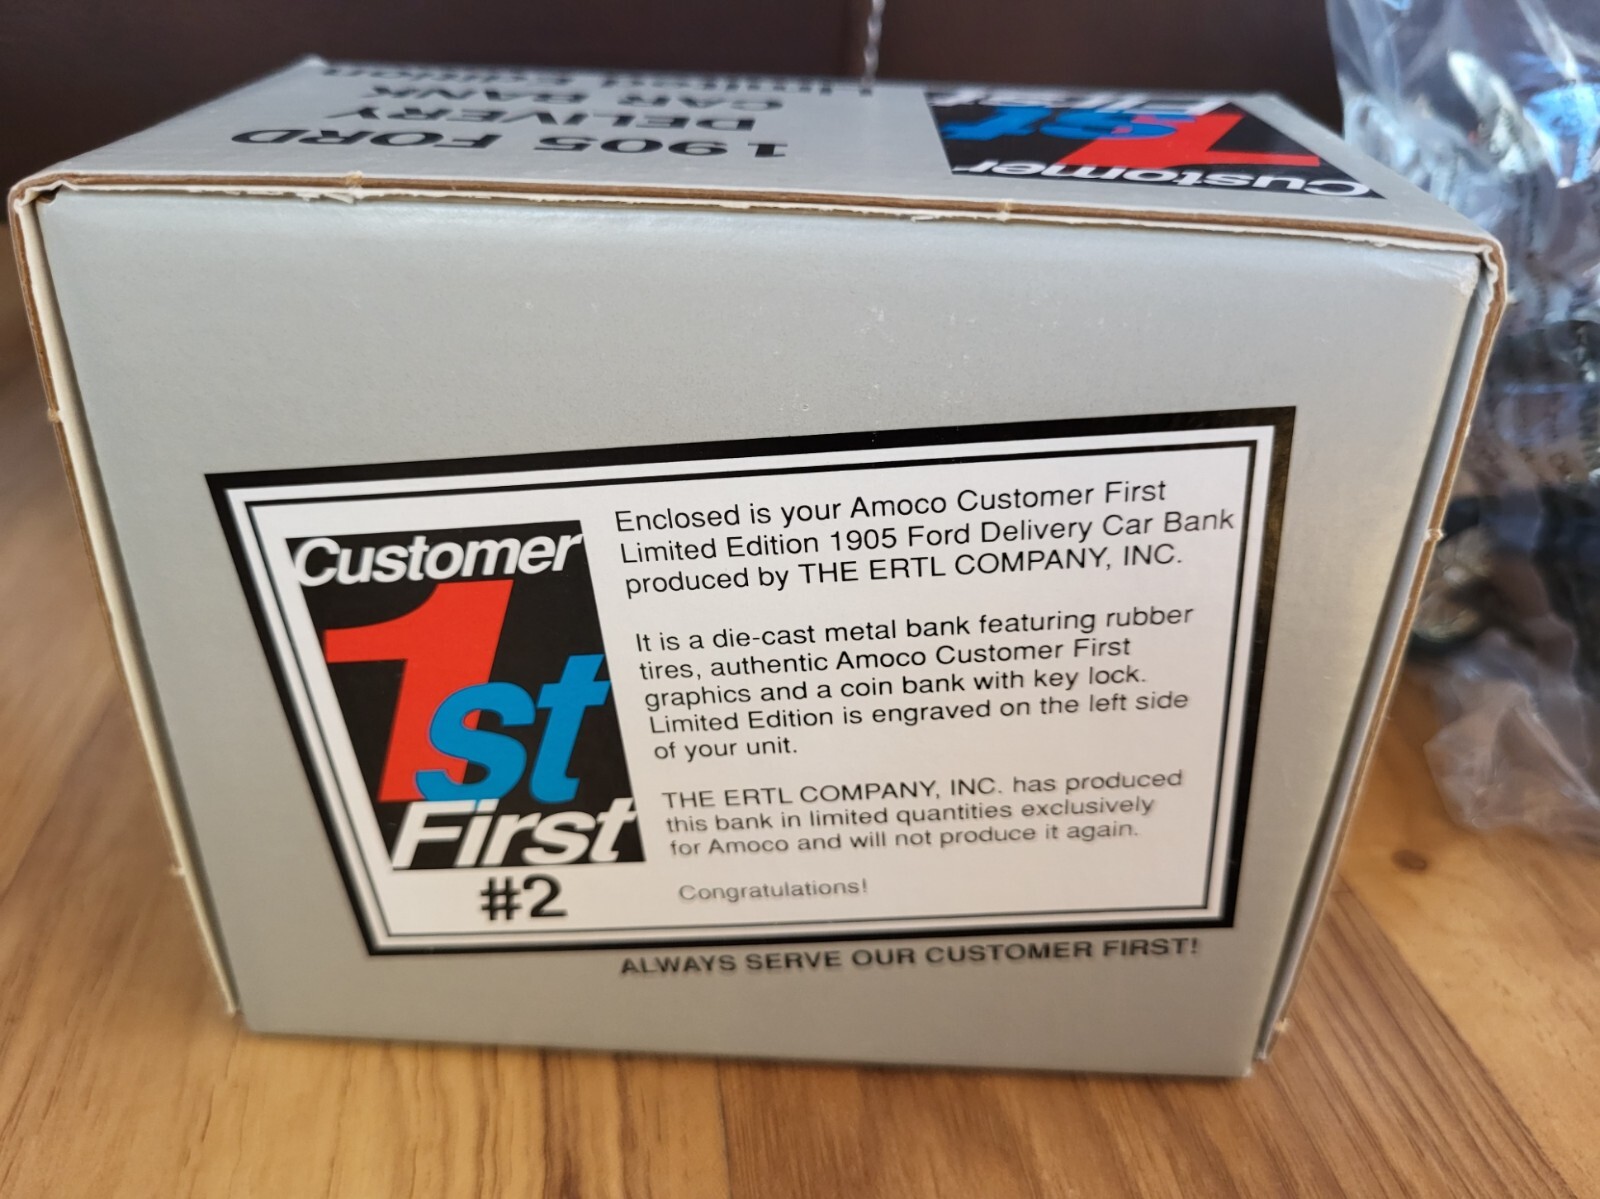 1905 FORD
DELIVERY
CAR BANK
Limited Edition
Customer
1st
First
Customer
1st
First
#2
Enclosed is your Amoco Customer First
Limited Edition 1905 Ford Delivery Car Bank
produced by THE ERTL COMPANY, INC.
It is a die-cast metal bank featuring rubber
tires, authentic Amoco Customer First
graphics and a coin bank with key lock.
Limited Edition is engraved on the left side
of your unit.
THE ERTL COMPANY, INC. has produced
this bank in limited quantities exclusively
for Amoco and will not produce it again.
Congratulations!
ALWAYS SERVE OUR CUSTOMER FIRST!